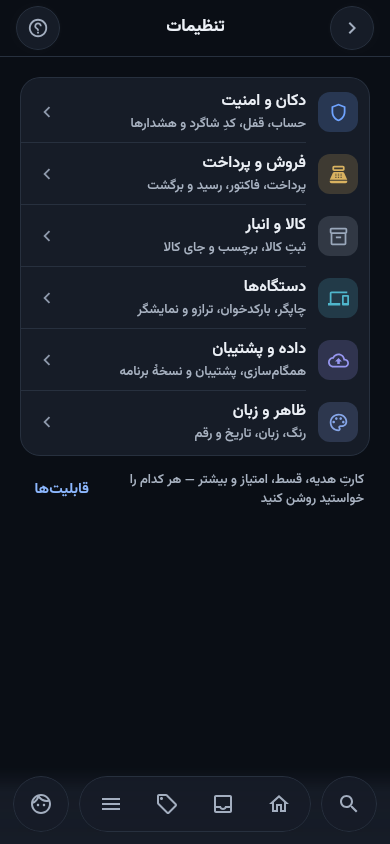 تنظیمات
دکان و امنیت
حساب، قفل، کدِ شاگرد و هشدارها
فروش و پرداخت
پرداخت، فاکتور، رسید و برگشت
کالا و انبار
ثبتِ کالا، برچسب و جای کالا
دستگاه‌ها
چاپگر، بارکدخوان، ترازو و نمایشگر
داده و پشتیبان
همگام‌سازی، پشتیبان و نسخهٔ برنامه
ظاهر و زبان
رنگ، زبان، تاریخ و رقم
کارتِ هدیه، قسط، امتیاز و بیشتر — هر کدام را
خواستید روشن کنید
قابلیت‌ها